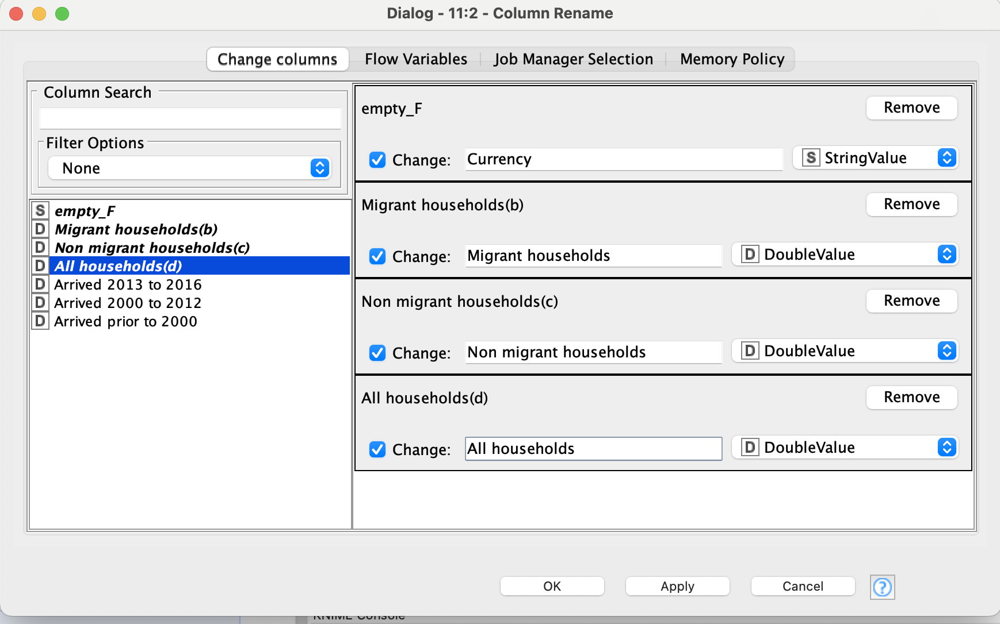 Dialog - 11:2 - Column Rename
Change columns Flow Variables Job Manager Selection Memory Policy
Column Search
Filter Options
None
S empty_F
D Migrant households(b)
D Non migrant households(c)
D All households(d)
D Arrived 2013 to 2016
D Arrived 2000 to 2012
D Arrived prior to 2000
empty_F Remove
Change: Currency S StringValue
Migrant households(b) Remove
Change: Migrant households D DoubleValue
Non migrant households(c) Remove
Change: Non migrant households D DoubleValue
All households(d) Remove
Change: All households D DoubleValue
OK Apply Cancel ?
KNIME Console